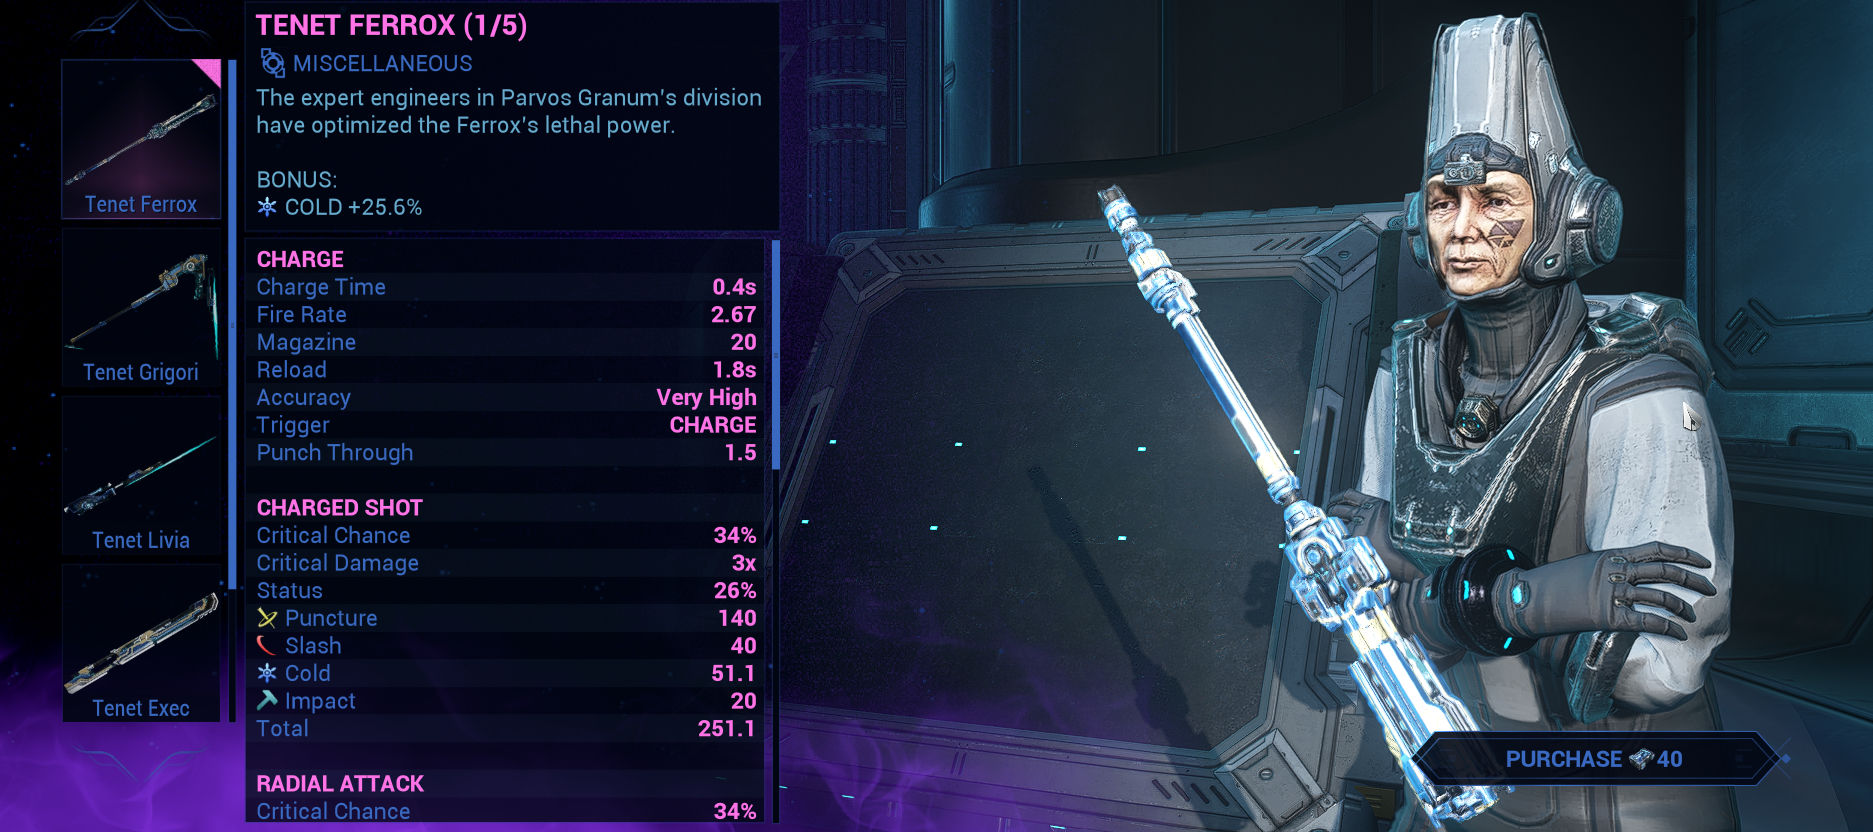 TENET FERROX (1/5)
MISCELLANEOUS
The expert engineers in Parvos Granum's division
have optimized the Ferrox's lethal power.
BONUS:
COLD +25.6%
Tenet Ferrox
Tenet Grigori
Tenet Livia
Tenet Exec
CHARGE
Charge Time 0.4s
Fire Rate 2.67
Magazine 20
Reload 1.8s
Accuracy Very High
Trigger CHARGE
Punch Through 1.5
CHARGED SHOT
Critical Chance 34%
Critical Damage 3x
Status 26%
Puncture 140
Slash 40
Cold 51.1
Impact 20
Total 251.1
RADIAL ATTACK
Critical Chance 34%
PURCHASE 40